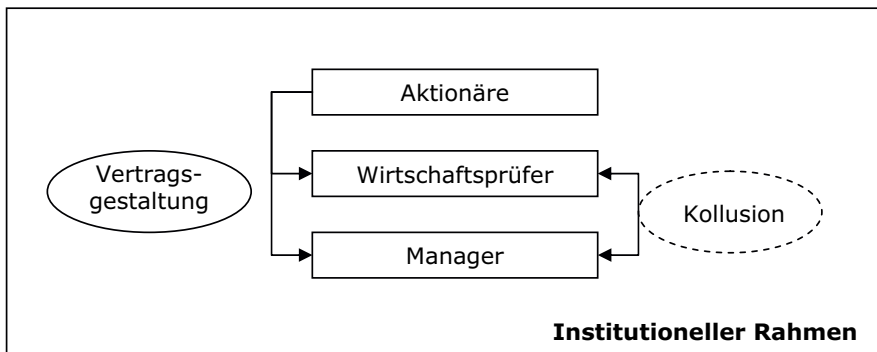 Aktionäre
Vertrags-
gestaltung
Wirtschaftsprüfer
Kollusion
Manager
Institutioneller Rahmen